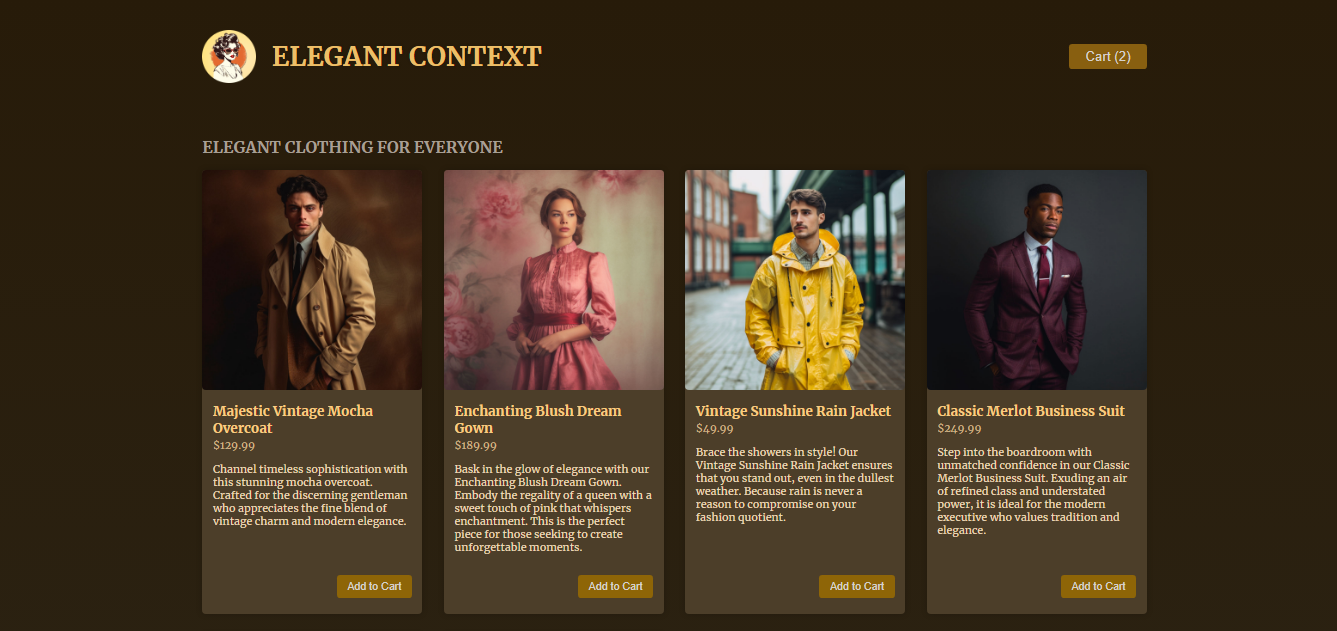 ELEGANT CONTEXT
Cart (2)
ELEGANT CLOTHING FOR EVERYONE
Majestic Vintage Mocha
Overcoat
$129.99
Channel timeless sophistication with
this stunning mocha overcoat.
Crafted for the discerning gentleman
who appreciates the fine blend of
vintage charm and modern elegance.
Add to Cart
Enchanting Blush Dream
Gown
$189.99
Bask in the glow of elegance with our
Enchanting Blush Dream Gown.
Embody the regality of a queen with a
sweet touch of pink that whispers
enchantment. This is the perfect
piece for those seeking to create
unforgettable moments.
Add to Cart
Vintage Sunshine Rain Jacket
$49.99
Brace the showers in style! Our
Vintage Sunshine Rain Jacket ensures
that you stand out, even in the dullest
weather. Because rain is never a
reason to compromise on your
fashion quotient.
Add to Cart
Classic Merlot Business Suit
$249.99
Step into the boardroom with
unmatched confidence in our Classic
Merlot Business Suit. Exuding an air
of refined class and understated
power, it is ideal for the modern
executive who values tradition and
elegance.
Add to Cart